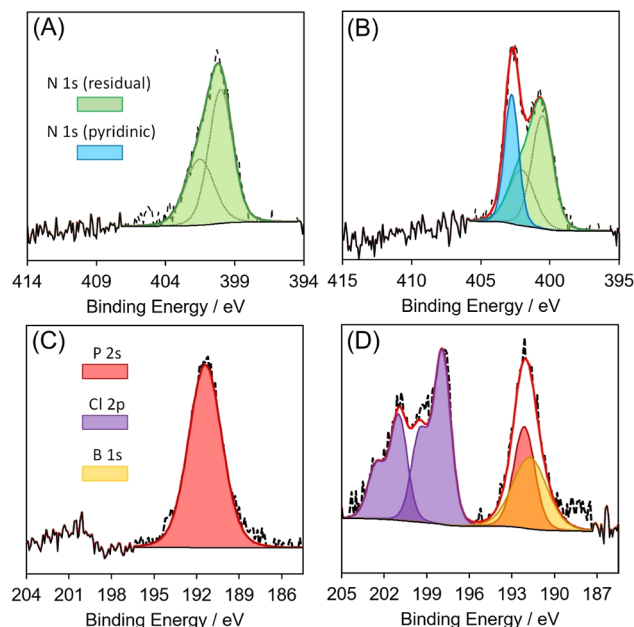 (A)
N 1s (residual)
N 1s (pyridinic)
414 409 404 399 394
Binding Energy / eV
(B)
415 410 405 400 395
Binding Energy / eV
(C)
P 2s
Cl 2p
B 1s
204 201 198 195 192 189 186
Binding Energy / eV
(D)
205 202 199 196 193 190 187
Binding Energy / eV